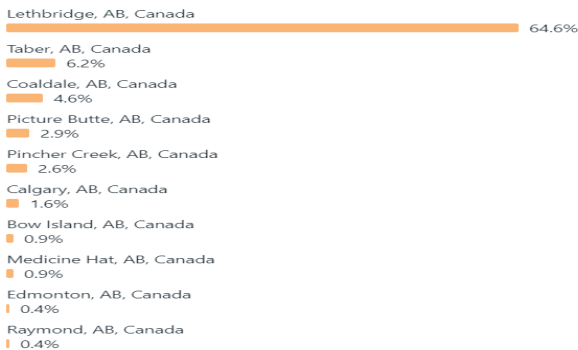 Lethbridge, AB, Canada
64.6%
Taber, AB, Canada
6.2%
Coaldale, AB, Canada
4.6%
Picture Butte, AB, Canada
2.9%
Pincher Creek, AB, Canada
2.6%
Calgary, AB, Canada
1.6%
Bow Island, AB, Canada
0.9%
Medicine Hat, AB, Canada
0.9%
Edmonton, AB, Canada
0.4%
Raymond, AB, Canada
0.4%